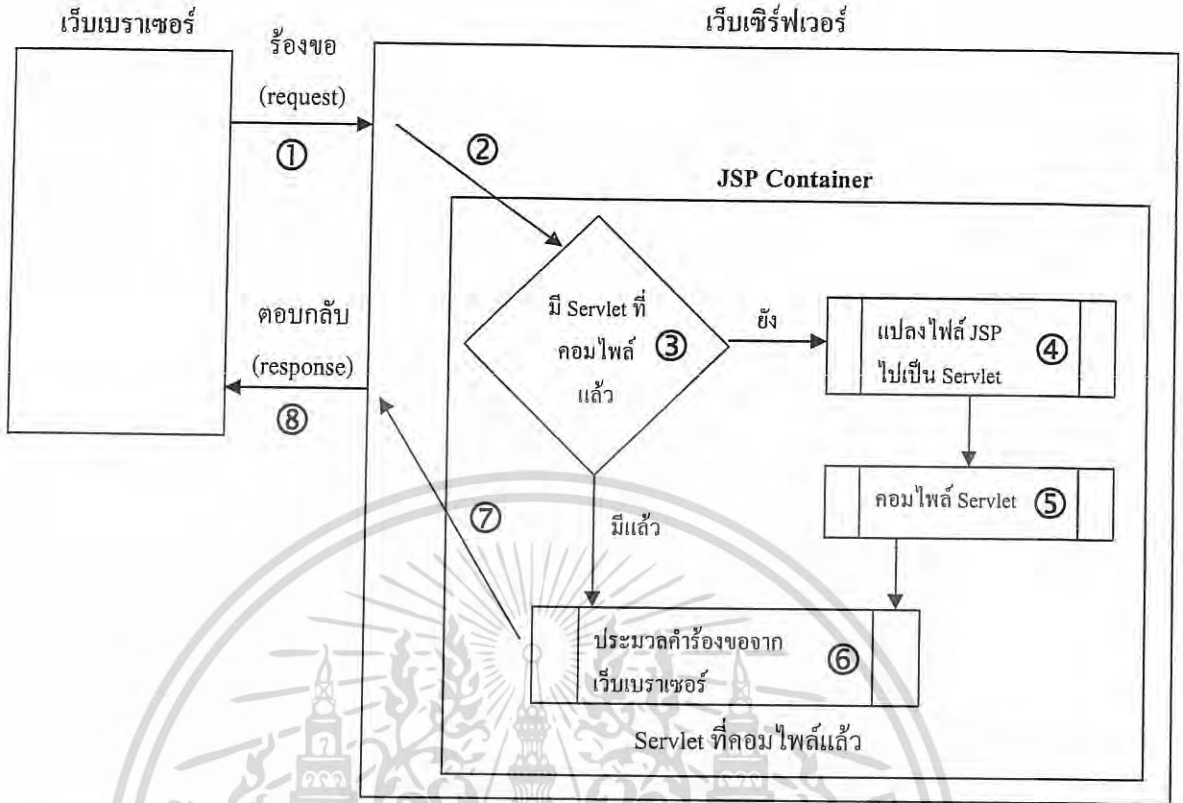 เว็บเบราเซอร์
เว็บเซิร์ฟเวอร์
ร้องขอ
(request)
①
②
JSP Container
มี Servlet ที่
คอมไพล์
แล้ว
③
ยัง
แปลงไฟล์ JSP
ไปเป็น Servlet
④
ตอบกลับ
(response)
⑧
คอมไพล์ Servlet
⑤
⑦
มีแล้ว
ประมวลคำร้องขอจาก
เว็บเบราเซอร์
⑥
Servlet ที่คอมไพล์แล้ว